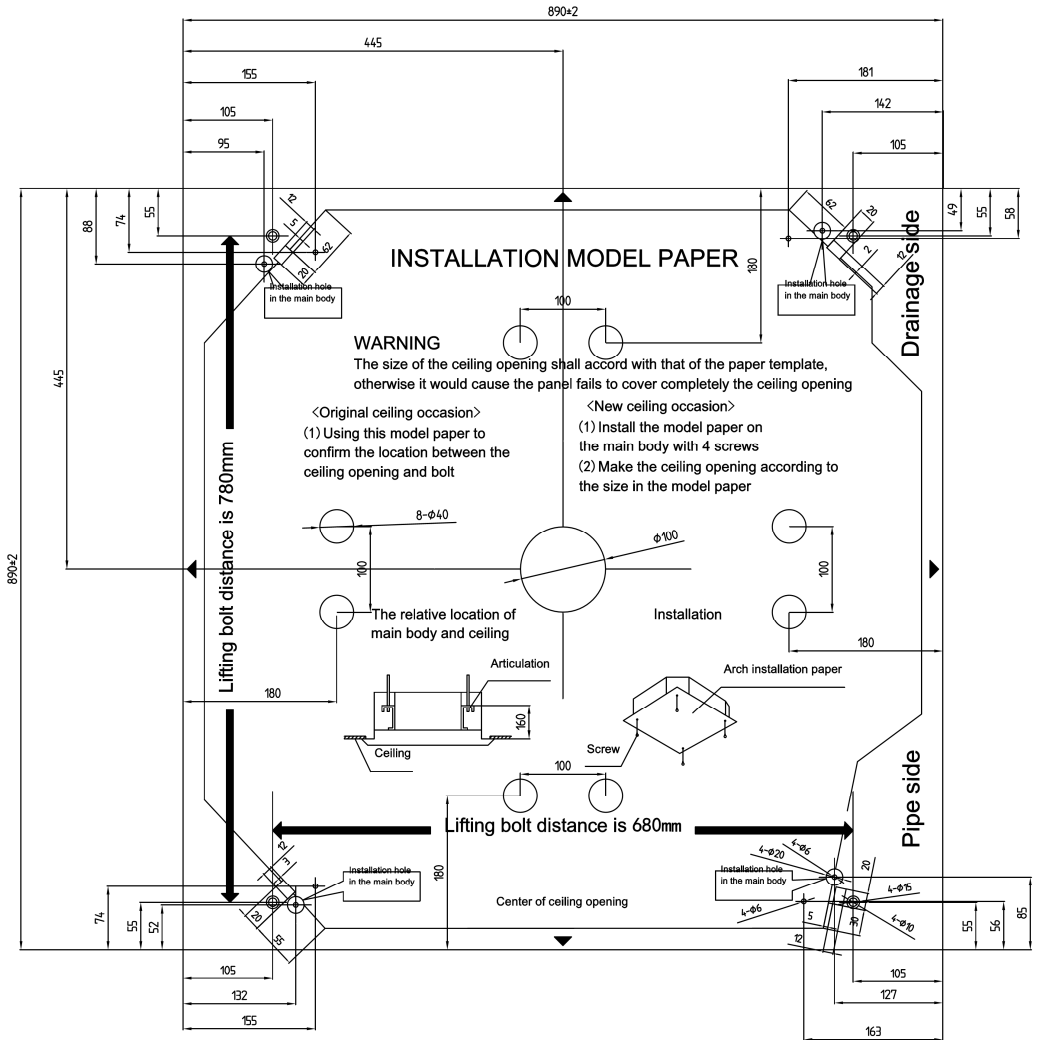 890±2
445
155
181
105
142
95
105
88
74
55
445
890±2
12
5
62
20
Installation hole
in the main body
INSTALLATION MODEL PAPER
180
62
20
2
12
49
55
58
Installation hole
in the main body
Drainage side
100
WARNING
The size of the ceiling opening shall accord with that of the paper template,
otherwise it would cause the panel fails to cover completely the ceiling opening
<Original ceiling occasion>
(1) Using this model paper to
confirm the location between the
ceiling opening and bolt
<New ceiling occasion>
(1) Install the model paper on
the main body with 4 screws
(2) Make the ceiling opening according to
the size in the model paper
Lifting bolt distance is 780mm
8-Φ40
100
Φ100
100
The relative location of
main body and ceiling
Installation
180
180
Articulation
160
Ceiling
Arch installation paper
Screw
100
Lifting bolt distance is 680mm
180
Pipe side
12
3
20
55
Installation hole
in the main body
Center of ceiling opening
Installation hole
in the main body
4-Φ20
4-Φ6
20
4-Φ15
4-Φ6
5
30
4-Φ10
12
74
55
52
55
56
85
105
132
155
105
127
163